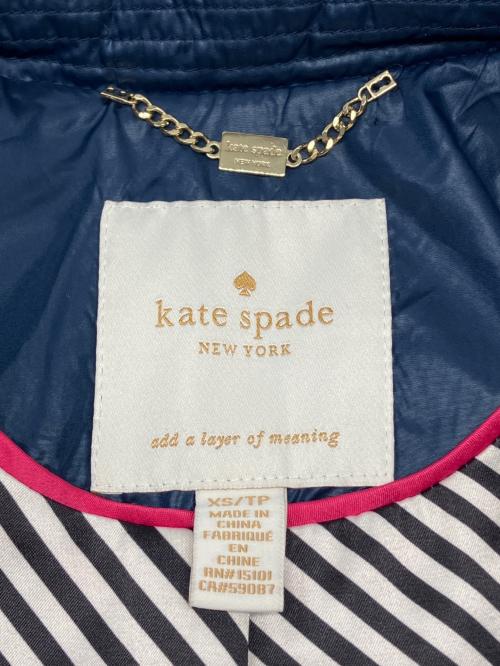 kate spade
NEW YORK
kate spade
NEW YORK
add a layer of meaning
XS/TP
MADE IN
CHINA
FABRIQUÉ
EN
CHINE
RN#15101
CA#59087